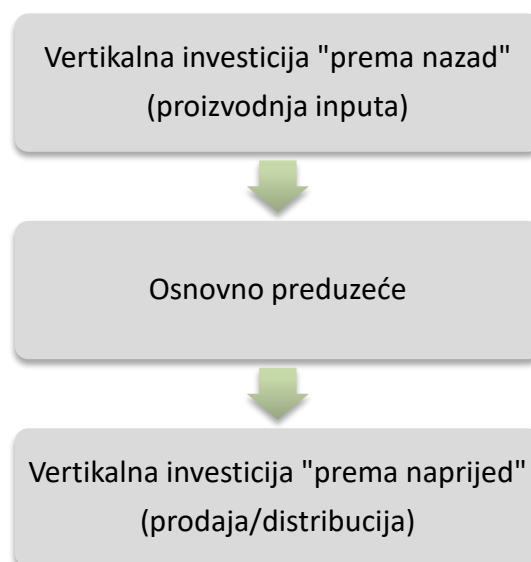 Vertikalna investicija "prema nazad"
(proizvodnja inputa)
Osnovno preduzeće
Vertikalna investicija "prema naprijed"
(prodaja/distribucija)